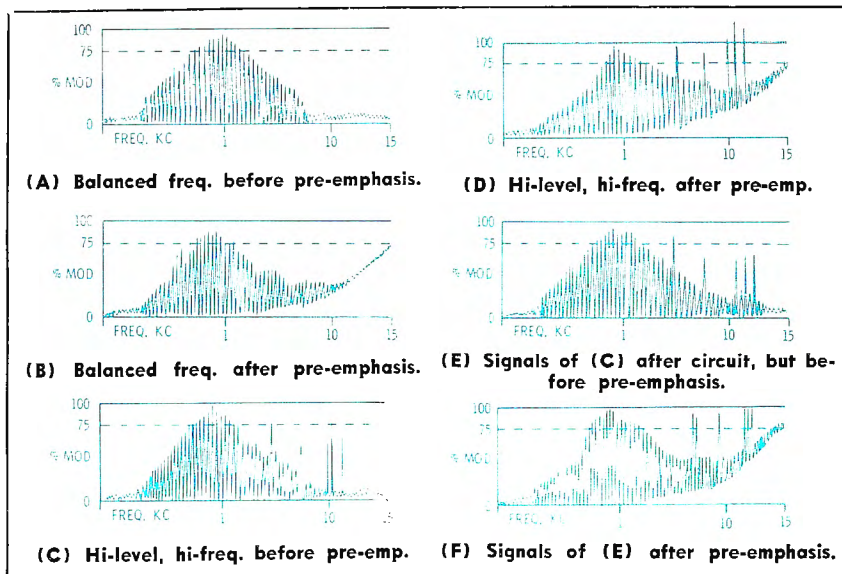 100
75
% MOD
0
FREQ. KC
1
10
15
(A) Balanced freq. before pre-emphasis.
100
75
% MOD
0
FREQ. KC
1
10
15
(B) Balanced freq. after pre-emphasis.
100
75
% MOD
0
FREQ. KC
1
10
15
(C) Hi-level, hi-freq. before pre-emp.
100
75
% MOD
0
FREQ. KC
1
10
15
(D) Hi-level, hi-freq. after pre-emp.
100
75
% MOD
0
FREQ. KC
1
10
15
(E) Signals of (C) after circuit, but be-
fore pre-emphasis.
100
75
% MOD
0
FREQ. KC
1
10
15
(F) Signals of (E) after pre-emphasis.